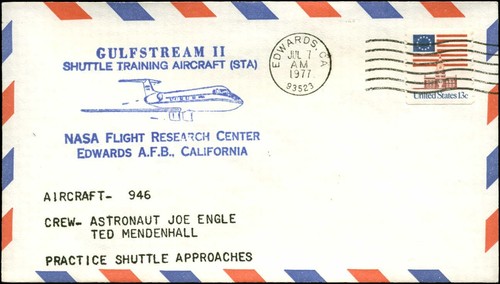 GULFSTREAM II
SHUTTLE TRAINING AIRCRAFT (STA)
NASA FLIGHT RESEARCH CENTER
EDWARDS A.F.B., CALIFORNIA
EDWARDS, CA
JUL 7
AM
1977
93523
United States 13c
AIRCRAFT- 946
CREW- ASTRONAUT JOE ENGLE
TED MENDENHALL
PRACTICE SHUTTLE APPROACHES